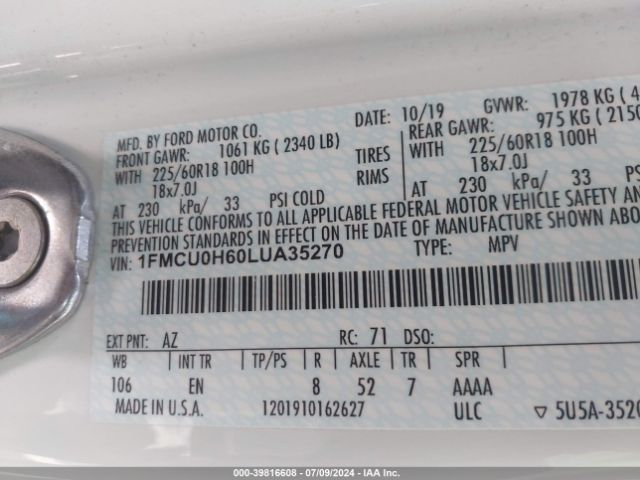 MFD. BY FORD MOTOR CO.
DATE: 10/19 GVWR: 1978 KG ( 4
FRONT GAWR: 1061 KG ( 2340 LB)
REAR GAWR: 975 KG ( 215
WITH 225/60R18 100H TIRES
WITH 225/60R18 100H
18x7.0J RIMS
18x7.0J
AT 230 kPa/ 33 PSI COLD
AT 230 kPa/ 33 PSI
THIS VEHICLE CONFORMS TO ALL APPLICABLE FEDERAL MOTOR VEHICLE SAFETY AN
THEFT PREVENTION STANDARDS IN EFFECT ON THE DATE OF MANUFACTURE SHOWN ABO
VIN: 1FMCU0H60LUA35270
TYPE: MPV
EXT PNT: AZ RC: 71 DSO:
WB INT TR TP/PS R AXLE TR SPR
106 EN 8 52 7 AAAA
MADE IN U.S.A. 1201910162627 ULC ▽ 5U5A-3520
000-39816608 - 07/09/2024 - IAA Inc.